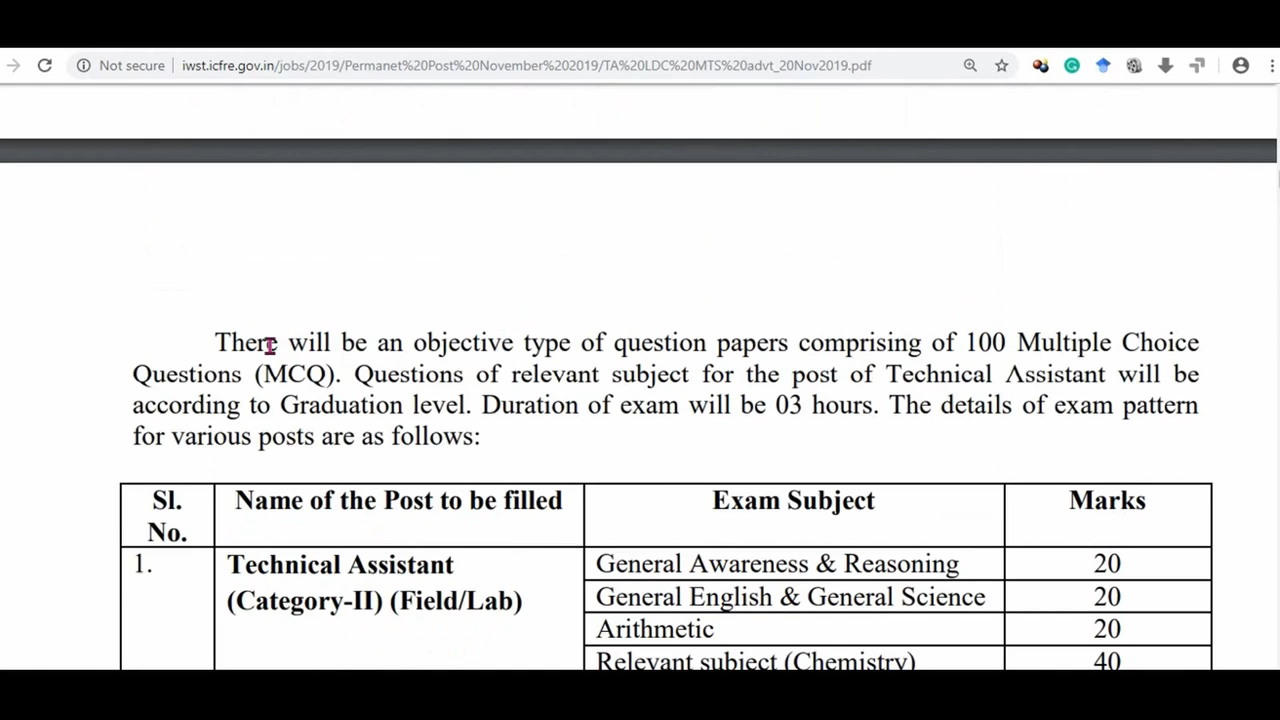 Not secure iwst.icfre.gov.in/jobs/2019/Permanet%20Post%20November%202019/TA%20LDC%20MTS%20advt_20Nov2019.pdf
There will be an objective type of question papers comprising of 100 Multiple Choice
Questions (MCQ). Questions of relevant subject for the post of Technical Assistant will be
according to Graduation level. Duration of exam will be 03 hours. The details of exam pattern
for various posts are as follows:
Sl. No. Name of the Post to be filled Exam Subject Marks
1. Technical Assistant (Category-II) (Field/Lab) General Awareness & Reasoning 20
General English & General Science 20
Arithmetic 20
Relevant subject (Chemistry) 40